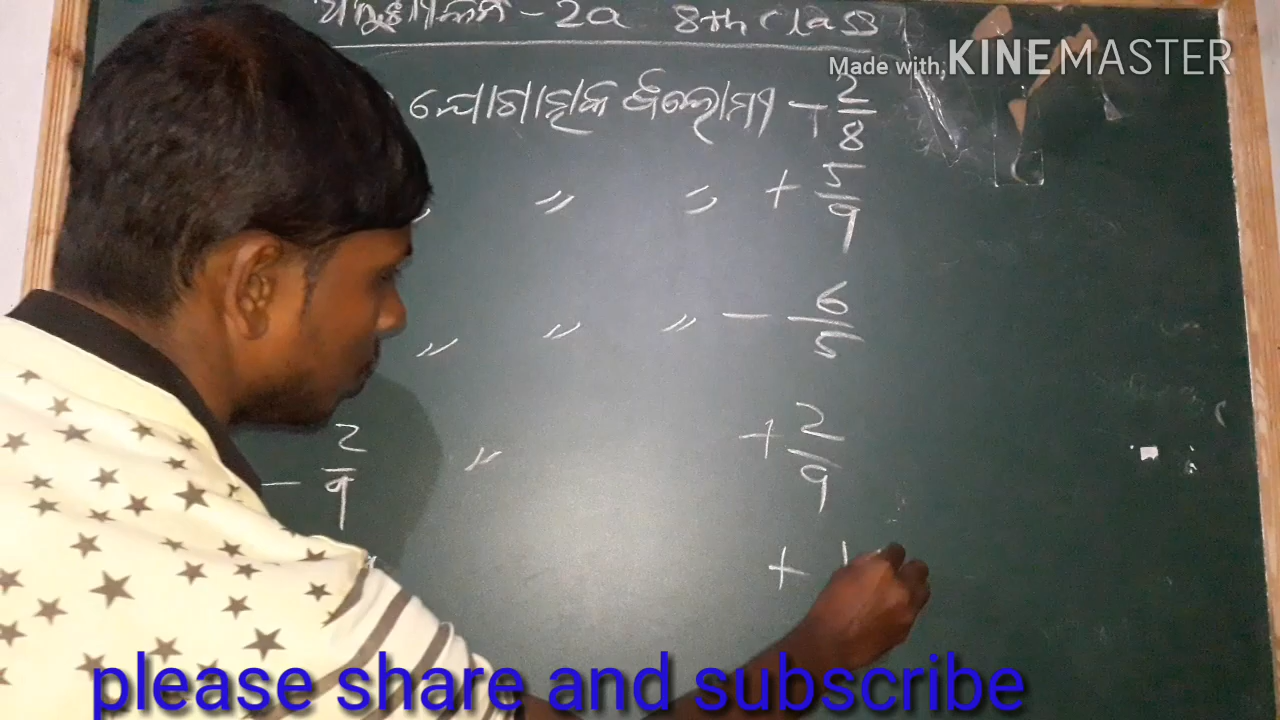 ଅନୁଶୀଳନୀ - 2a 8th Class
Made with KINEMASTER
ଯୋଗାତ୍ମକ ବିଲୋମୀ - 2/8
" " " + 5/9
" " " - 6/5
- 2/9 " + 2/9
+
please share and subscribe